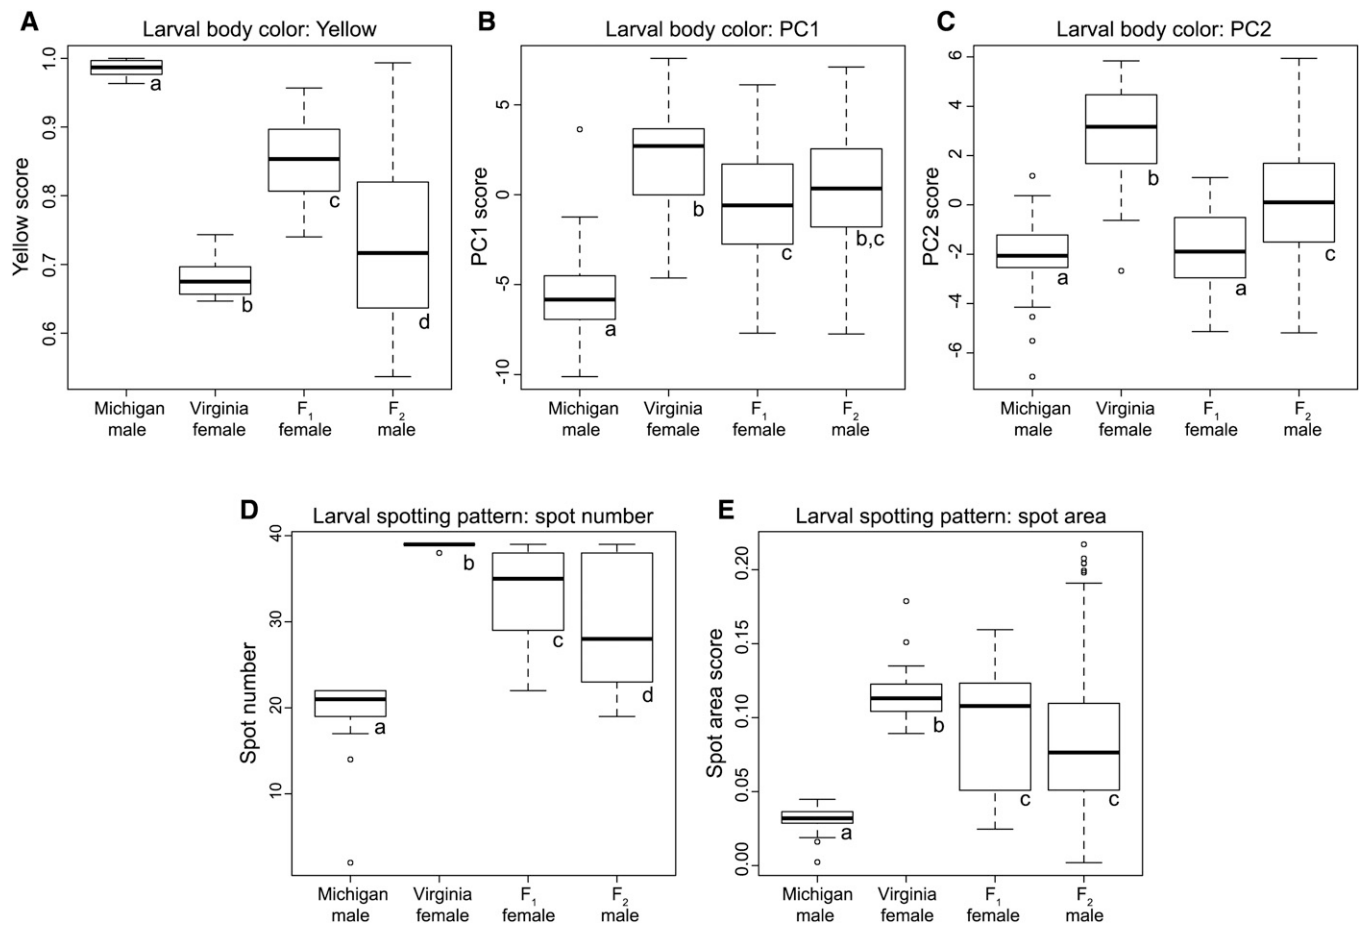 A Larval body color: Yellow
Yellow score
1.0
0.9
0.8
0.7
0.6
a
b
c
d
Michigan male
Virginia female
F1 female
F2 male
B Larval body color: PC1
PC1 score
5
0
-5
-10
a
b
c
b,c
Michigan male
Virginia female
F1 female
F2 male
C Larval body color: PC2
PC2 score
6
4
2
0
-2
-4
-6
a
b
a
c
Michigan male
Virginia female
F1 female
F2 male
D Larval spotting pattern: spot number
Spot number
40
30
20
10
a
b
c
d
Michigan male
Virginia female
F1 female
F2 male
E Larval spotting pattern: spot area
Spot area score
0.20
0.15
0.10
0.05
0.00
a
b
c
c
Michigan male
Virginia female
F1 female
F2 male